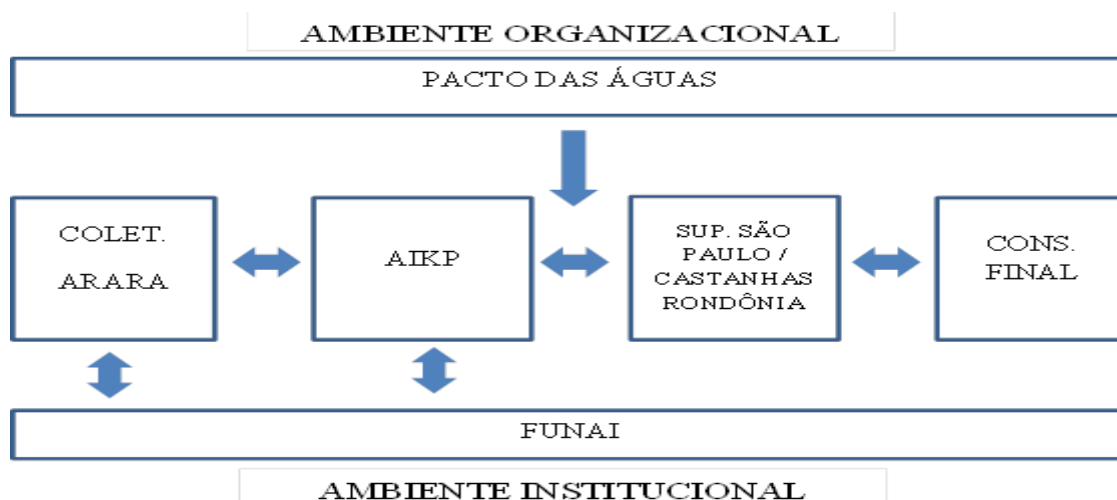 AMBIENTE ORGANIZACIONAL
PACTO DAS ÁGUAS
COLET.
ARARA
AIKP
SUP. SÃO
PAULO /
CASTANHAS
RONDÔNIA
CONS.
FINAL
FUNAI
AMBIENTE INSTITUCIONAL